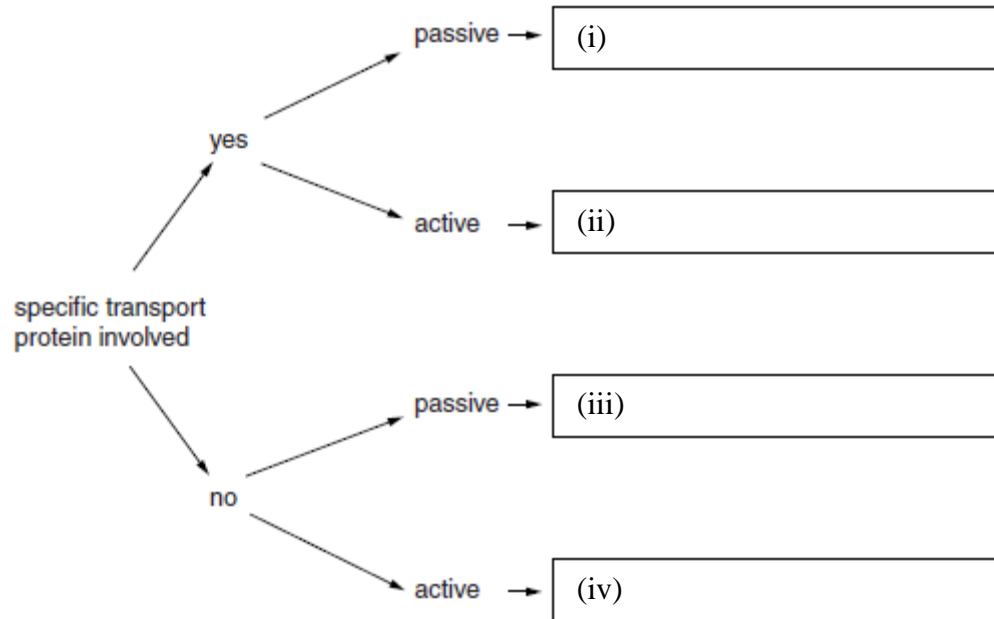 passive (i)
yes
active (ii)
specific transport
protein involved
passive (iii)
no
active (iv)